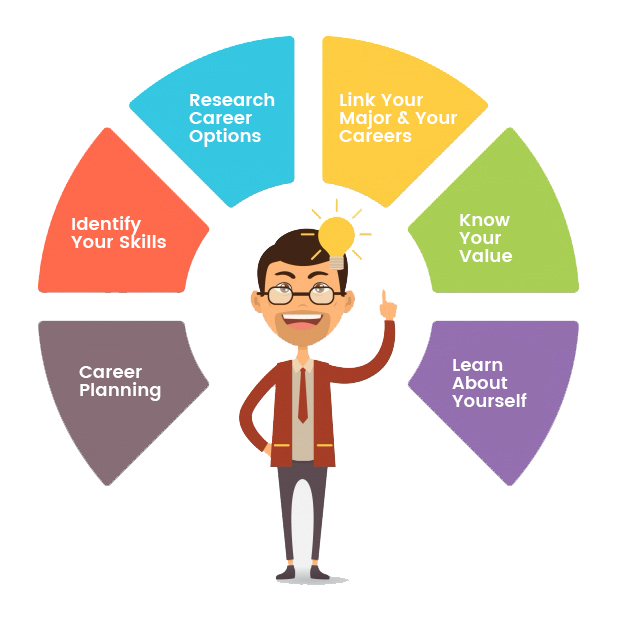 Research
Career
Options
Link Your
Major & Your
Careers
Identify
Your Skills
Know
Your
Value
Career
Planning
Learn
About
Yourself